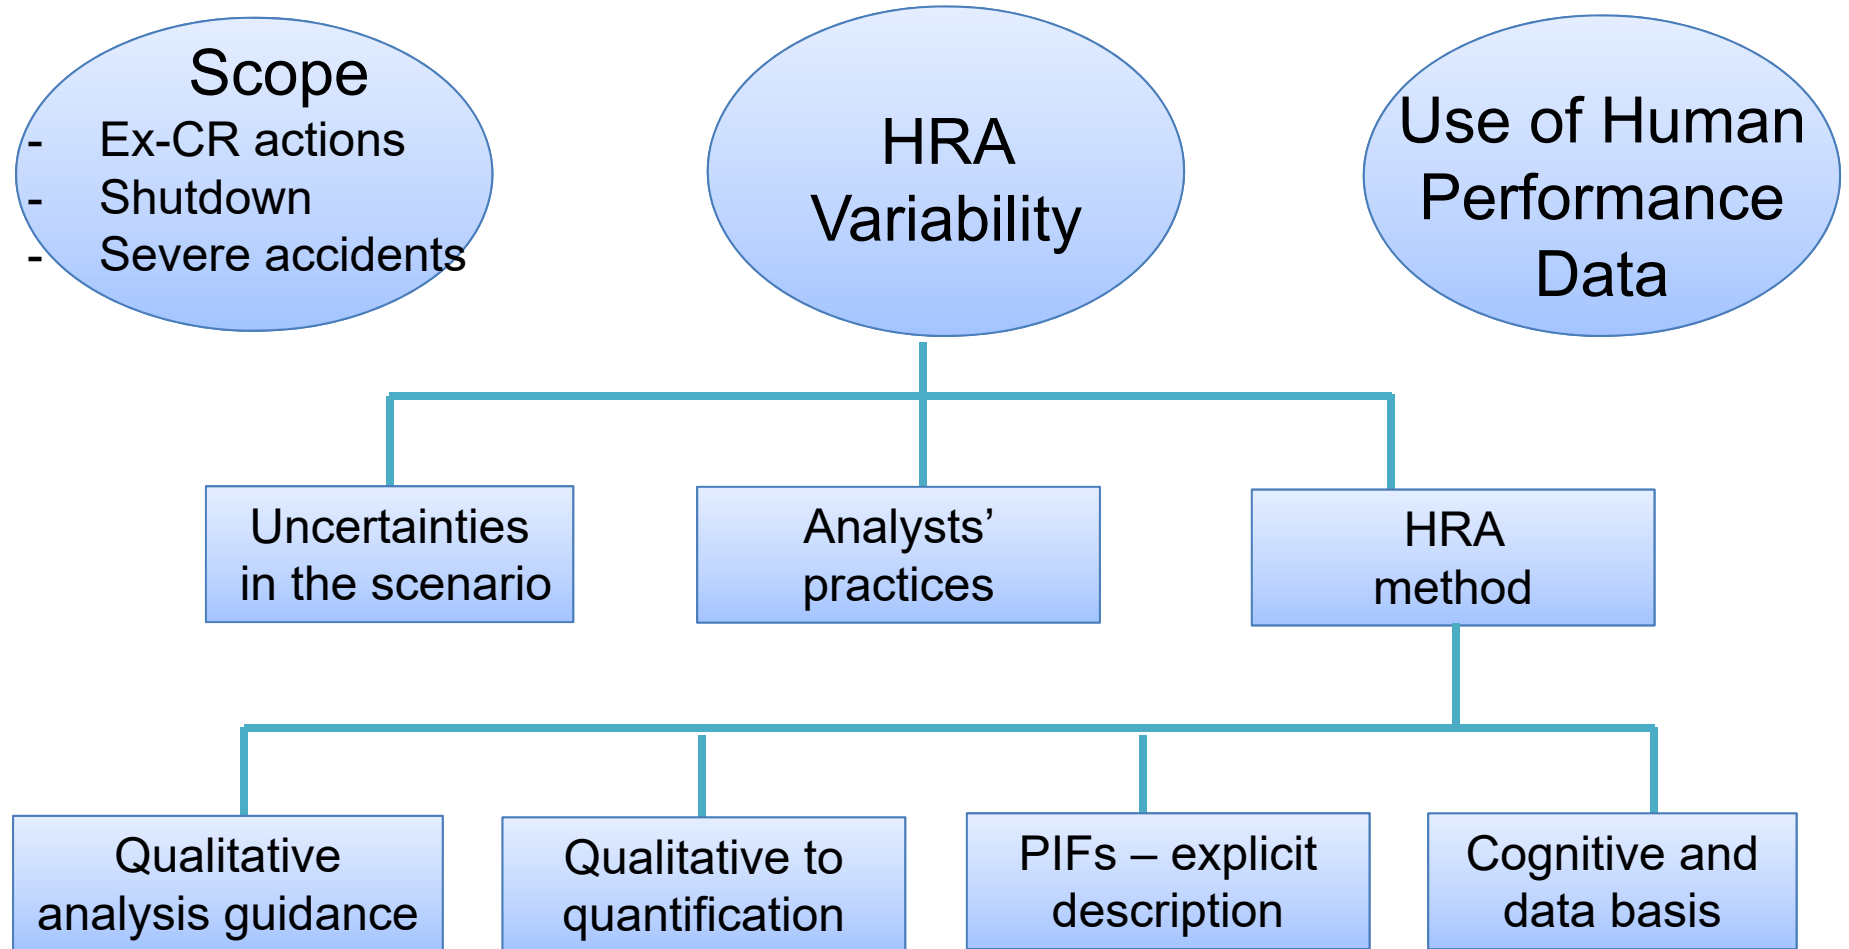 Scope
- Ex-CR actions
- Shutdown
- Severe accidents
HRA
Variability
Use of Human
Performance
Data
Uncertainties
in the scenario
Analysts’
practices
HRA
method
Qualitative
analysis guidance
Qualitative to
quantification
PIFs – explicit
description
Cognitive and
data basis